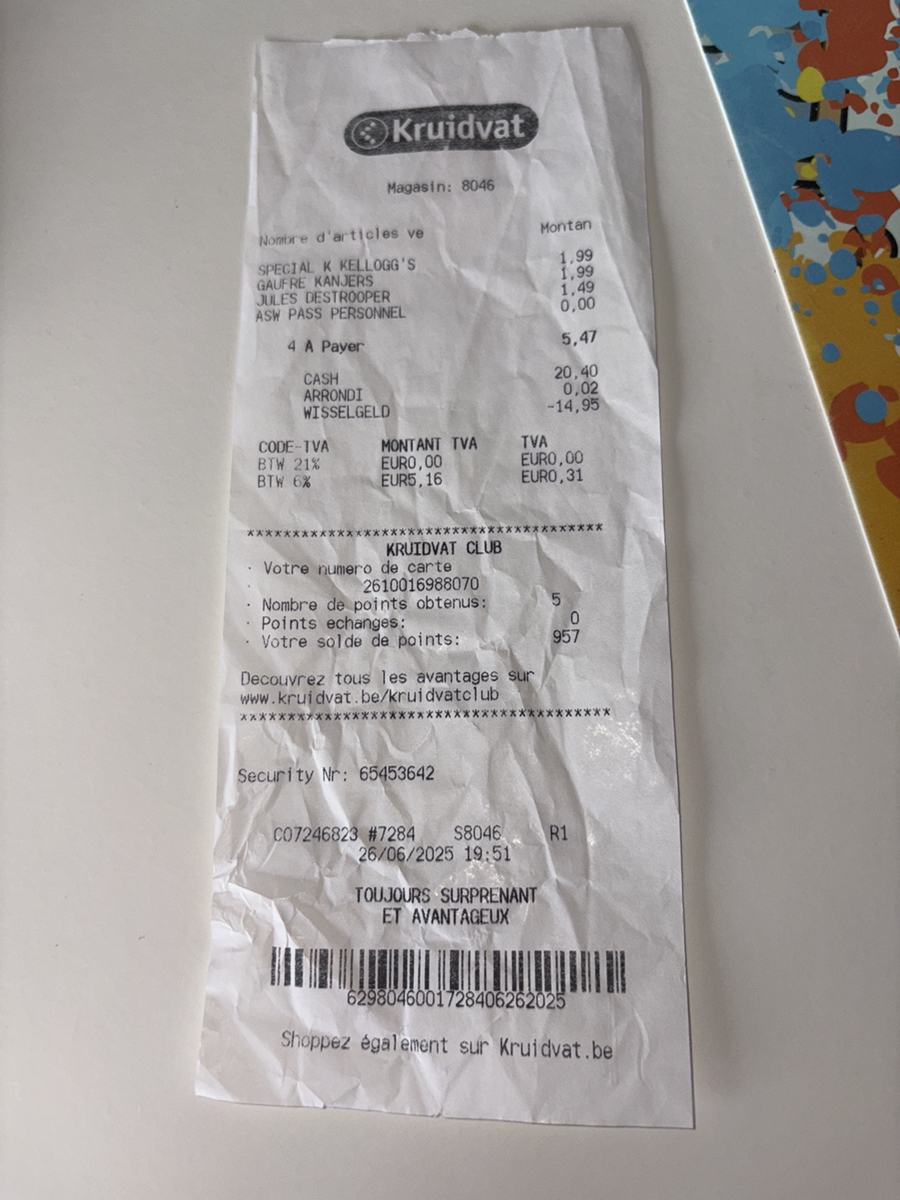 Kruidvat
Magasin: 8046
Nombre d'articles ve Montan
SPECIAL K KELLOGG'S 1,99
GAUFRE KANJERS 1,99
JULES DESTROOPER 1,49
ASW PASS PERSONNEL 0,00
4 A Payer 5,47
CASH 20,40
ARRONDI 0,02
WISSELGELD -14,95
CODE-TVA MONTANT TVA TVA
BTW 21% EUR0,00 EUR0,00
BTW 6% EUR5,16 EUR0,31
***************************************
KRUIDVAT CLUB
· Votre numero de carte
· 2610016988070
· Nombre de points obtenus: 5
· Points echanges: 0
· Votre solde de points: 957
Decouvrez tous les avantages sur
www.kruidvat.be/kruidvatclub
***************************************
Security Nr: 65453642
C07246823 #7284 S8046 R1
26/06/2025 19:51
TOUJOURS SURPRENANT
ET AVANTAGEUX
6298046001728406262025
Shoppez également sur Kruidvat.be